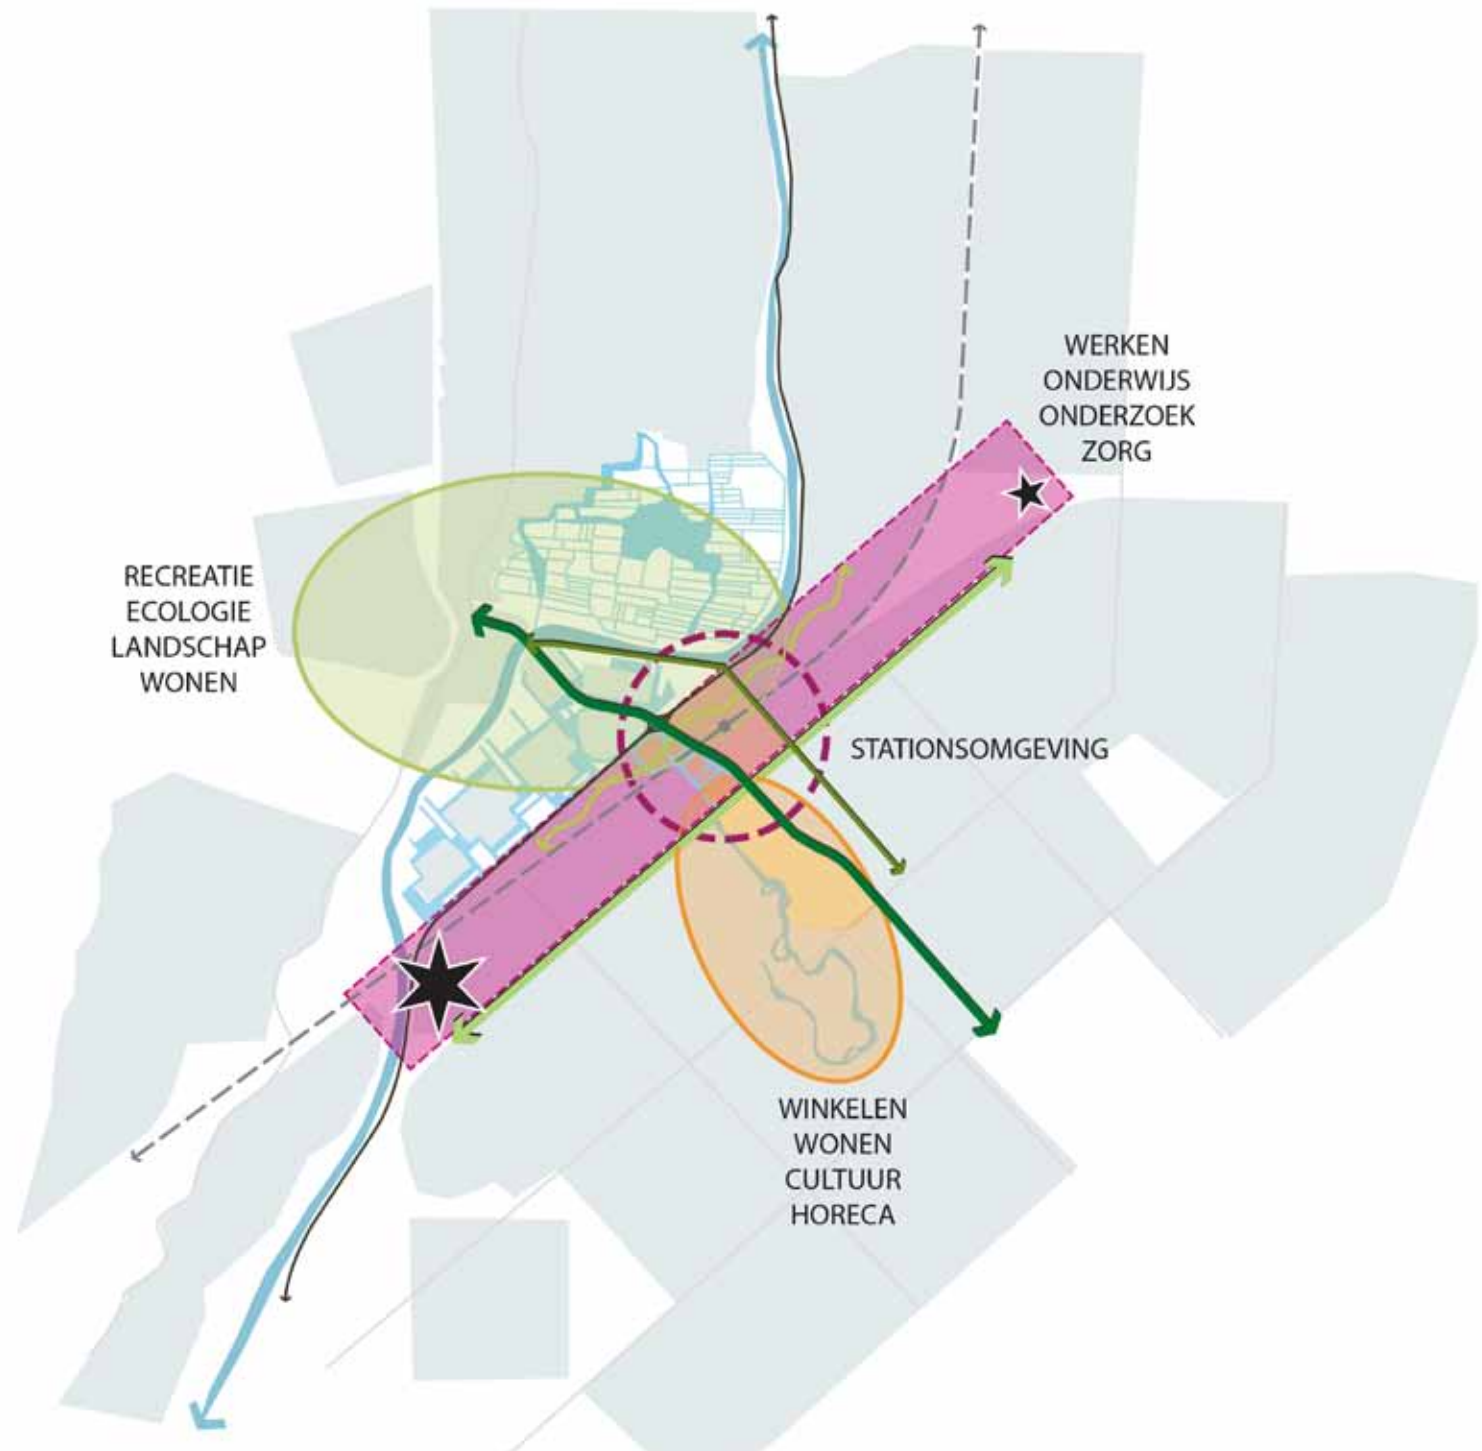 WERKEN
ONDERWIJS
ONDERZOEK
ZORG
RECREATIE
ECOLOGIE
LANDSCHAP
WONEN
STATIONSOMGEVING
WINKELEN
WONEN
CULTUUR
HORECA